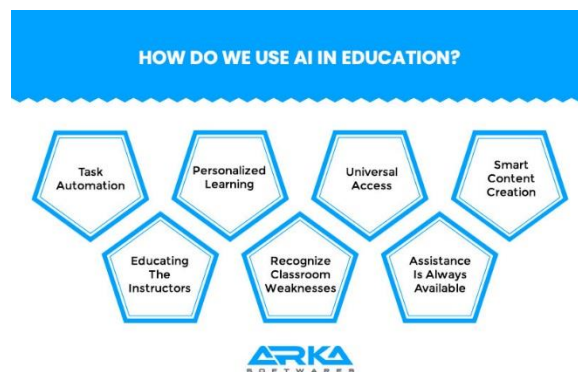 HOW DO WE USE AI IN EDUCATION?
Task
Automation
Personalized
Learning
Universal
Access
Smart
Content
Creation
Educating
The
Instructors
Recognize
Classroom
Weaknesses
Assistance
Is Always
Available
ARKA
SOFTWARES